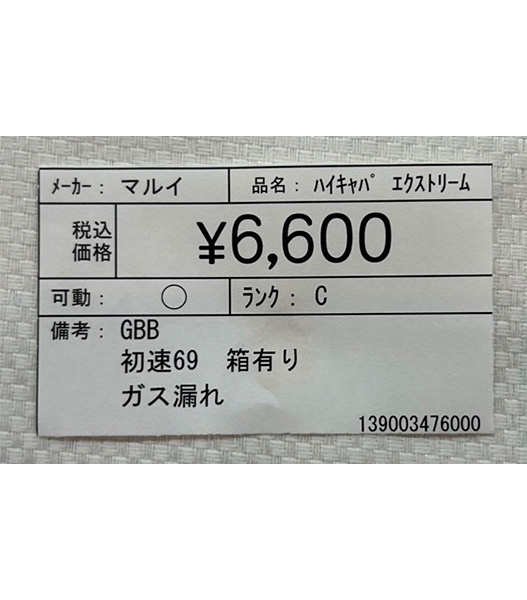 ﾒｰｶｰ： マルイ
品名： ﾊｲｷｬﾊﾟ ｴｸｽﾄﾘｰﾑ
税込
価格
¥6,600
可動： ○
ﾗﾝｸ： C
備考： GBB
初速69 箱有り
ガス漏れ
139003476000